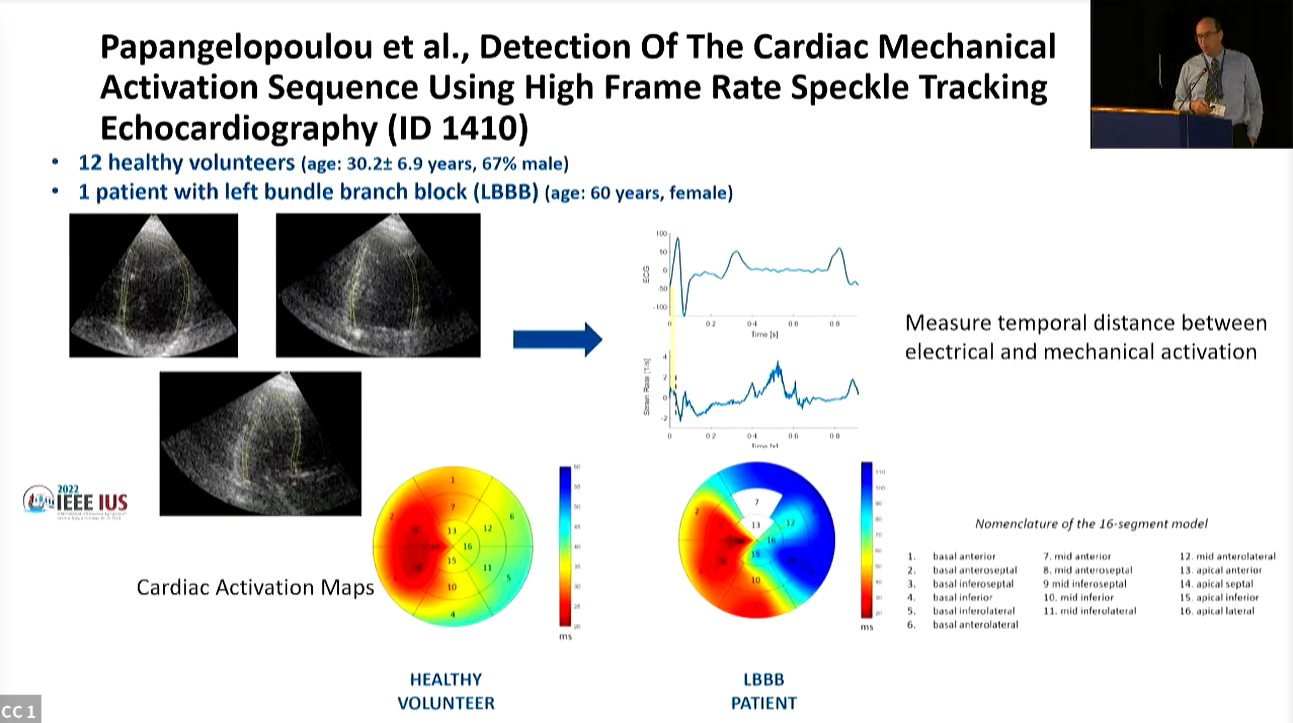 Papangelopoulou et al., Detection Of The Cardiac Mechanical
Activation Sequence Using High Frame Rate Speckle Tracking
Echocardiography (ID 1410)
• 12 healthy volunteers (age: 30.2± 6.9 years, 67% male)
• 1 patient with left bundle branch block (LBBB) (age: 60 years, female)
100
50
0
-50
-100
ECG
0 0.2 0.4 0.6 0.8
Time [s]
4
2
0
-2
Strain Rate [1/s]
0 0.2 0.4 0.6 0.8
Time [s]
Measure temporal distance between
electrical and mechanical activation
2022
IEEE IUS
Cardiac Activation Maps
1
2
7
6
13
12
16
15
11
5
10
4
60
55
50
45
40
35
30
25
20
ms
2
7
13
12
16
15
10
110
100
90
80
70
60
50
40
30
20
ms
Nomenclature of the 16-segment model
1. basal anterior
2. basal anteroseptal
3. basal inferoseptal
4. basal inferior
5. basal inferolateral
6. basal anterolateral
7. mid anterior
8. mid anteroseptal
9 mid inferoseptal
10. mid inferior
11. mid inferolateral
12. mid anterolateral
13. apical anterior
14. apical septal
15. apical inferior
16. apical lateral
HEALTHY
VOLUNTEER
LBBB
PATIENT
CC 1